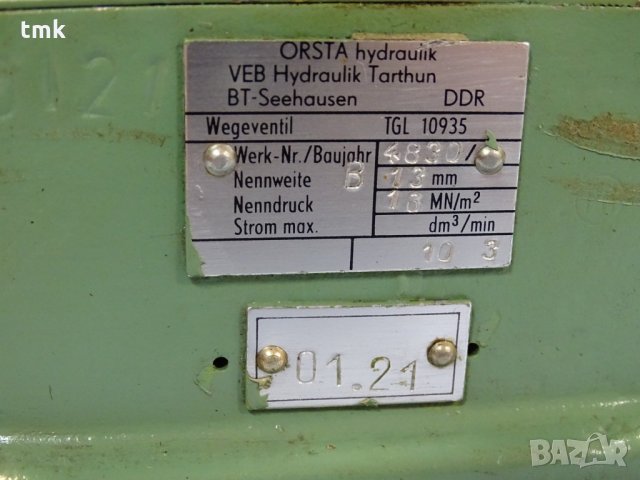 tmk
ORSTA hydraulik
VEB Hydraulik Tarthun
BT-Seehausen DDR
Wegeventil TGL 10935
Werk-Nr./Baujahr 4830/
Nennweite B 13 mm
Nenndruck 16 MN/m²
Strom max. dm³/min
10 3
01.21
BAZAR